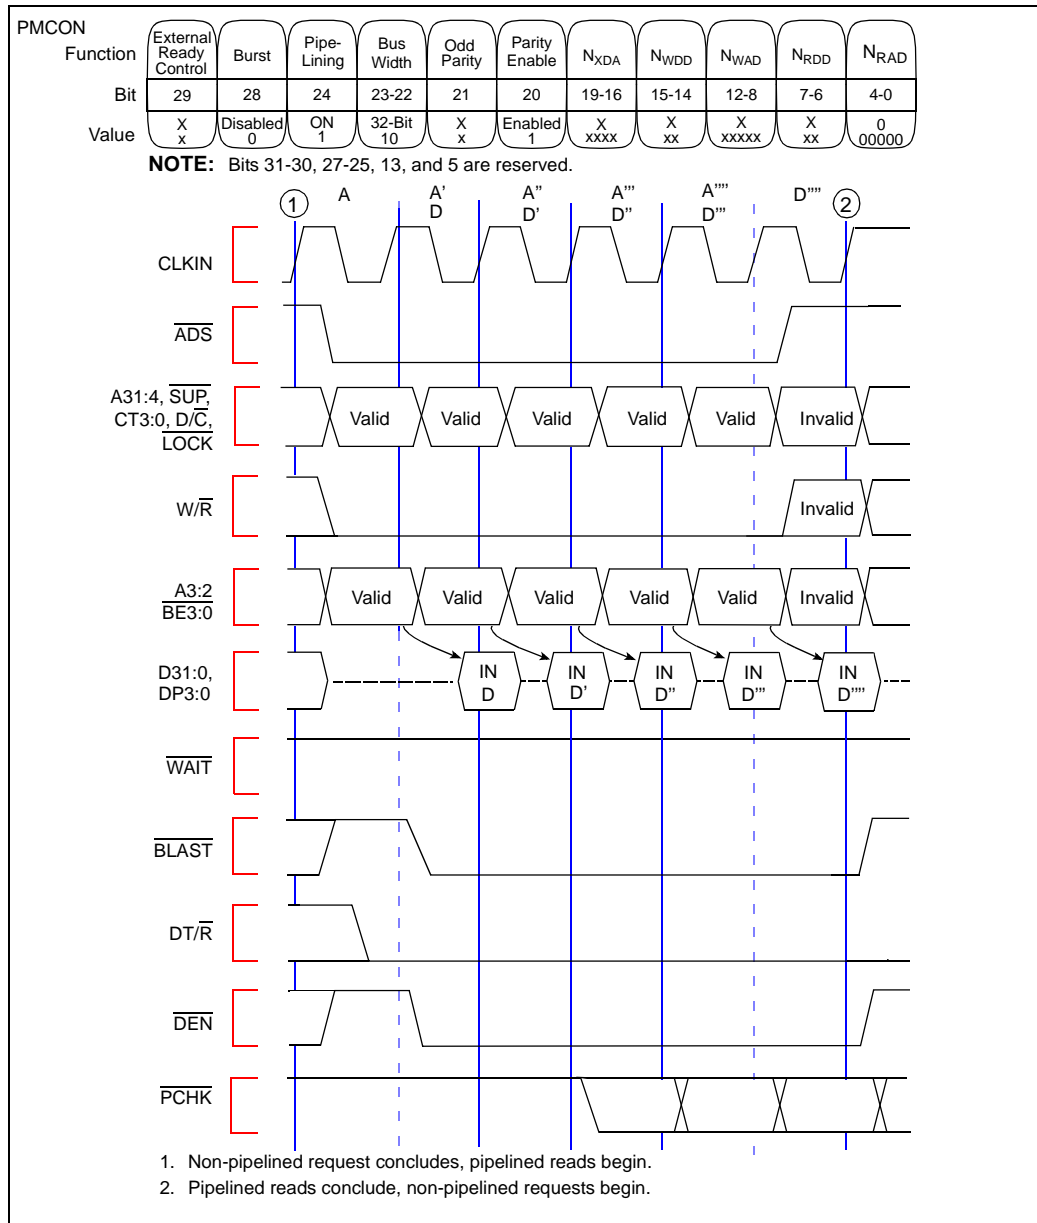 PMCON
Function
External Ready Control
Burst
Pipe-Lining
Bus Width
Odd Parity
Parity Enable
NXDA
NWDD
NWAD
NRDD
NRAD
Bit
29
28
24
23-22
21
20
19-16
15-14
12-8
7-6
4-0
Value
X x
Disabled 0
ON 1
32-Bit 10
X x
Enabled 1
X xxxx
X xx
X xxxxx
X xx
0 00000
NOTE: Bits 31-30, 27-25, 13, and 5 are reserved.
1
A
A' D
A'' D'
A''' D''
A'''' D'''
D''''
2
CLKIN
ADS
A31:4, SUP,
CT3:0, D/C,
LOCK
Valid
Valid
Valid
Valid
Valid
Invalid
W/R
Invalid
A3:2
BE3:0
Valid
Valid
Valid
Valid
Valid
Invalid
D31:0,
DP3:0
IN D
IN D'
IN D''
IN D'''
IN D''''
WAIT
BLAST
DT/R
DEN
PCHK
1. Non-pipelined request concludes, pipelined reads begin.
2. Pipelined reads conclude, non-pipelined requests begin.